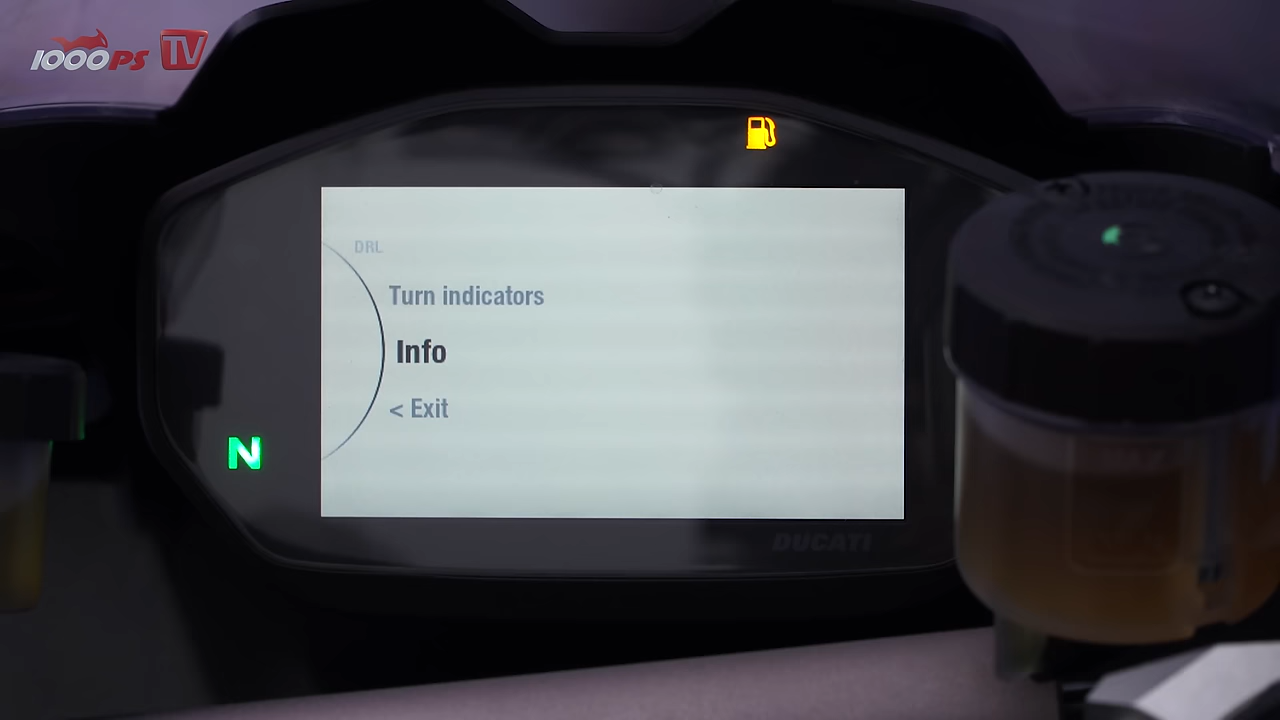 1000PS TV
DRL
Turn indicators
Info
< Exit
N
DUCATI